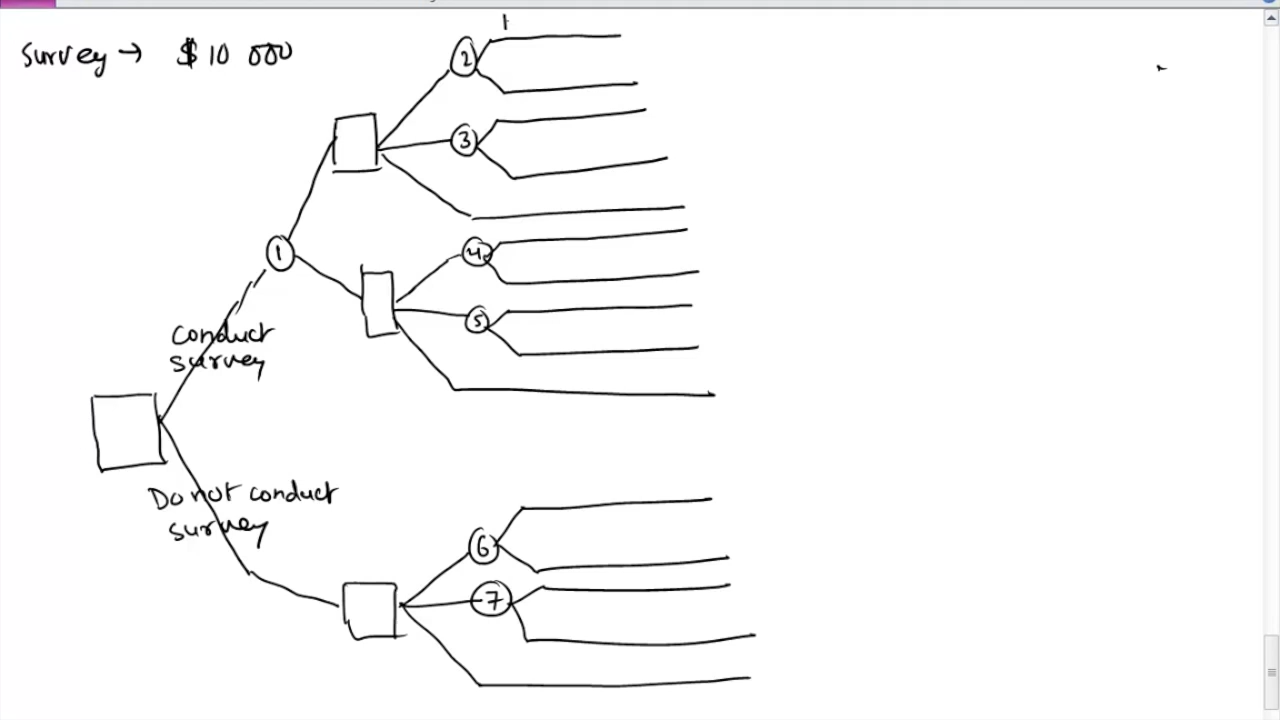 Survey → $ 10 000
2
3
1
4
5
Conduct
survey
Do not conduct
survey
6
7